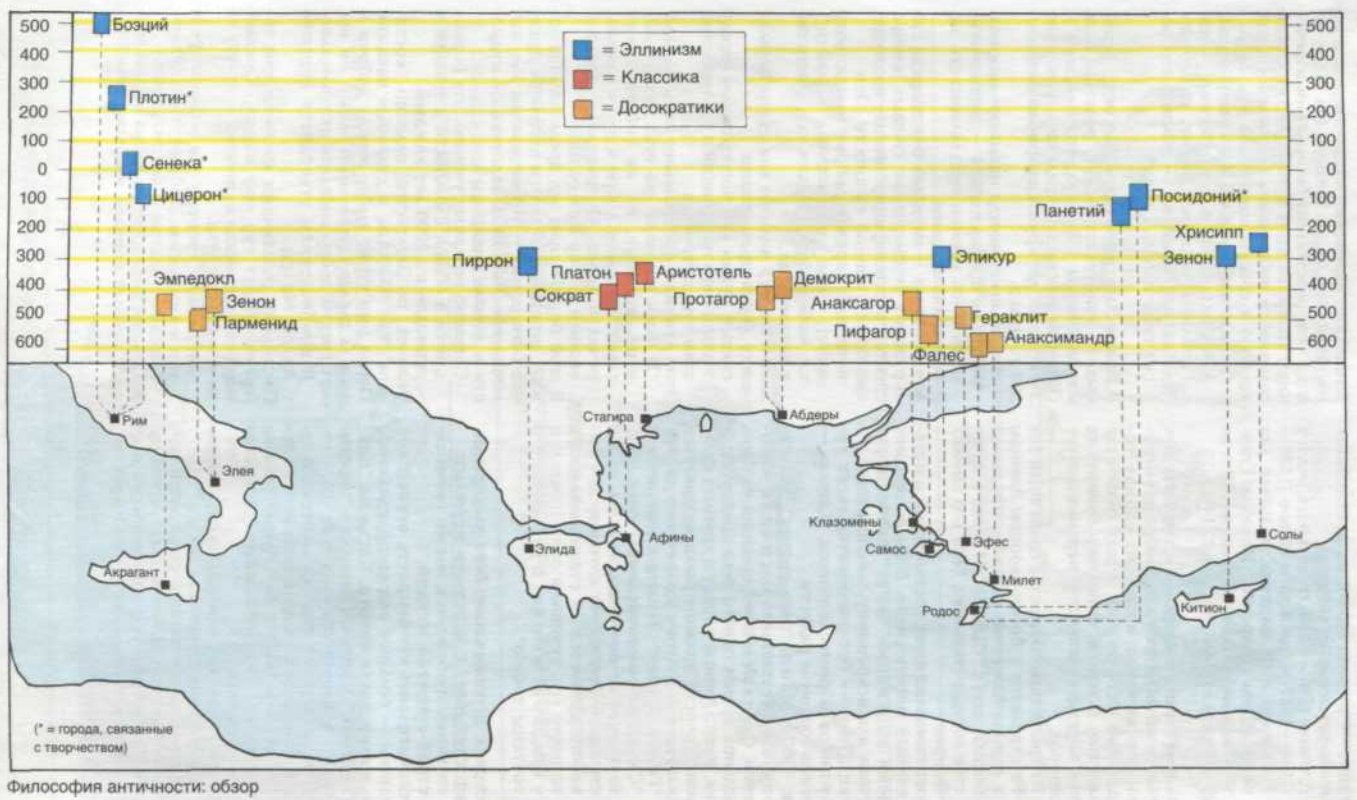 500 Боэций 500
= Эллинизм
400 400
= Классика
300 Плотин* 300
= Досократики
200 200
100 100
0 Сенека* 0
100 Цицерон* Посидоний* 100
Панетий
200 200
Хрисипп
300 Пиррон Эпикур Зенон 300
Эмпедокл Платон Аристотель Демокрит
400 Зенон Сократ Протагор Анаксагор 400
500 Парменид Пифагор Гераклит 500
600 Фалес Анаксимандр 600
Рим Стагира Абдеры
Элея
Клазомены
Акрагант Элида Афины Самос Эфес Солы
Милет
Родос Китион
(* = города, связанные
с творчеством)
Философия античности: обзор